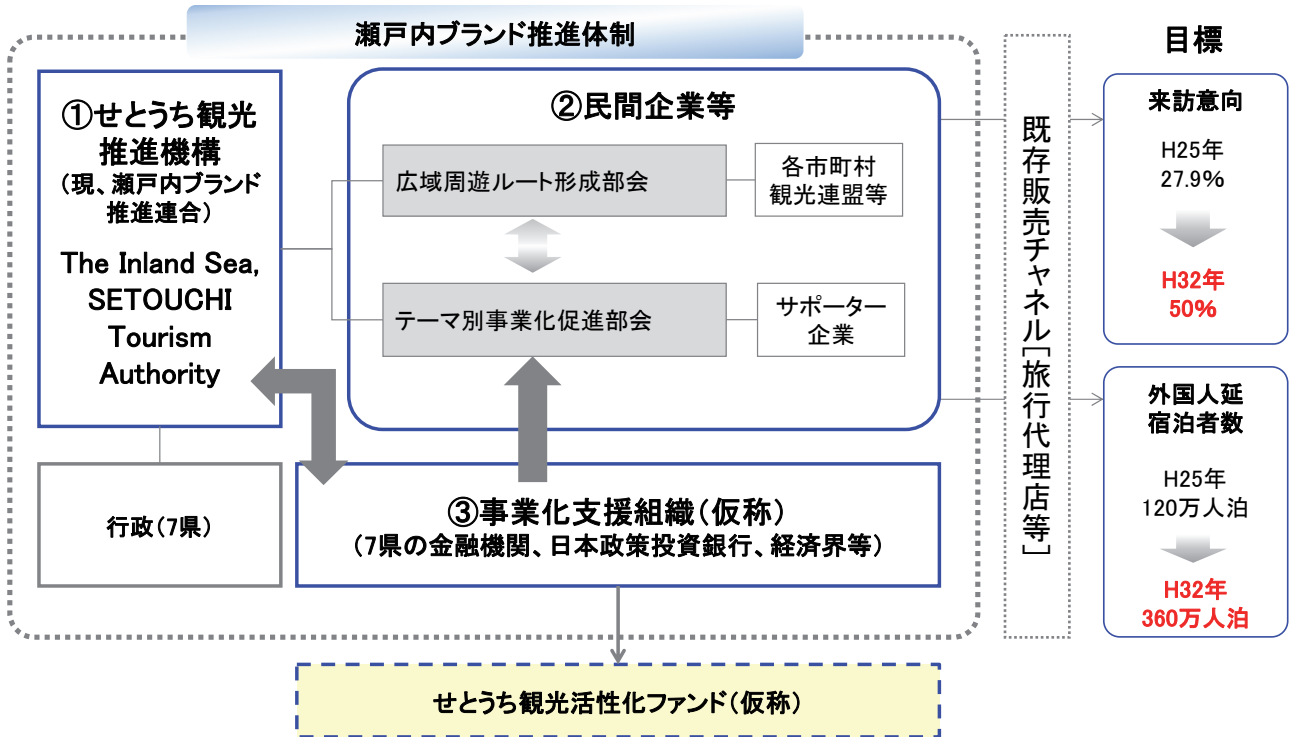 瀬戸内ブランド推進体制
①せとうち観光
推進機構
(現、瀬戸内ブランド
推進連合)
The Inland Sea,
SETOUCHI
Tourism
Authority
行政(7県)
②民間企業等
広域周遊ルート形成部会
各市町村
観光連盟等
テーマ別事業化促進部会
サポーター
企業
③事業化支援組織(仮称)
(7県の金融機関、日本政策投資銀行、経済界等)
せとうち観光活性化ファンド(仮称)
既存販売チャネル[旅行代理店等]
目標
来訪意向
H25年
27.9%
H32年
50%
外国人延
宿泊者数
H25年
120万人泊
H32年
360万人泊